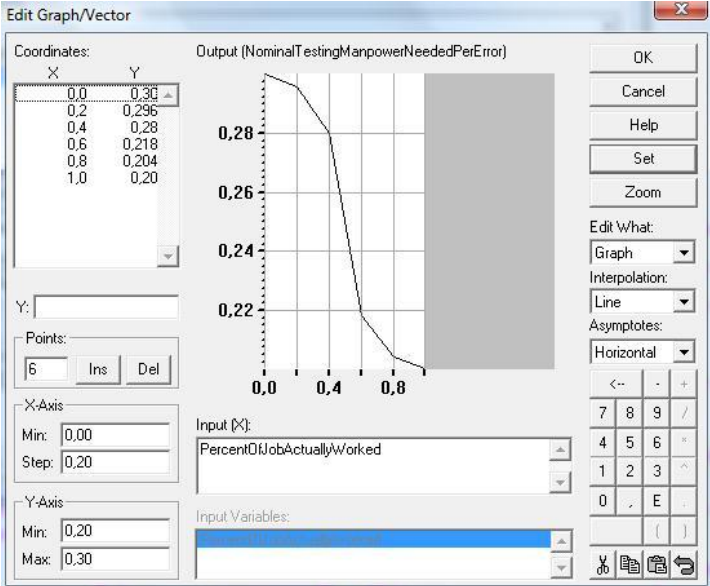 Edit Graph/Vector
Coordinates:
X Y
0,0 0,30
0,2 0,296
0,4 0,28
0,6 0,218
0,8 0,204
1,0 0,20
Y:
Points:
6 Ins Del
X-Axis
Min: 0,00
Step: 0,20
Y-Axis
Min: 0,20
Max: 0,30
Output (NominalTestingManpowerNeededPerError)
0,28
0,26
0,24
0,22
0,0 0,4 0,8
Input (X):
PercentOfJobActuallyWorked
Input Variables:
OK
Cancel
Help
Set
Zoom
Edit What:
Graph
Interpolation:
Line
Asymptotes:
Horizontal
<-- - +
7 8 9 /
4 5 6 *
1 2 3 ^
0 , E .
( )